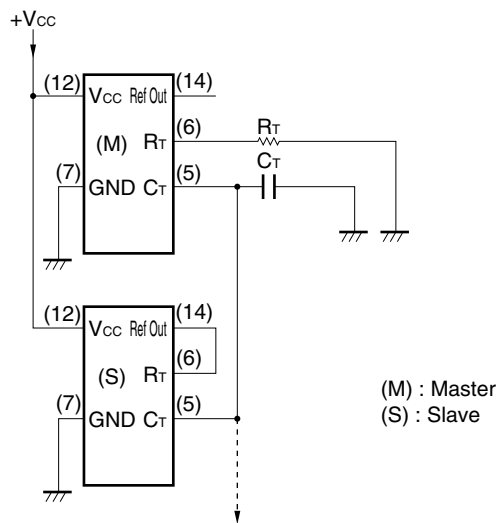 +VCC
(12)
VCC Ref Out
(14)
(M) RT
(6)
RT
(7)
GND CT
(5)
CT
(12)
VCC Ref Out
(14)
(S) RT
(6)
(7)
GND CT
(5)
(M) : Master
(S) : Slave